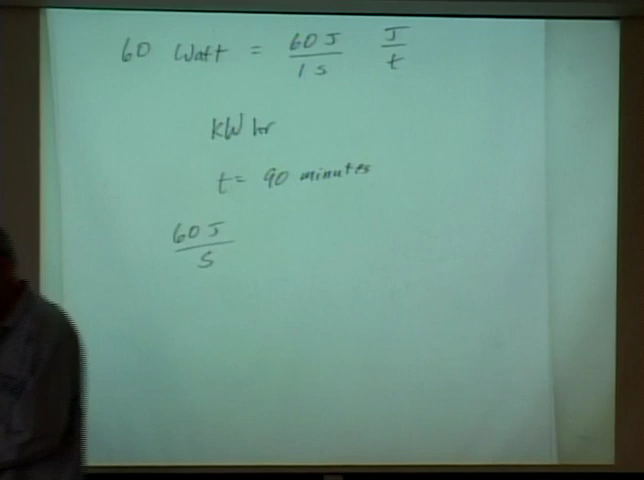 60 Watt = 60 J / 1 s J / t
kW hr
t = 90 minutes
60 J / s